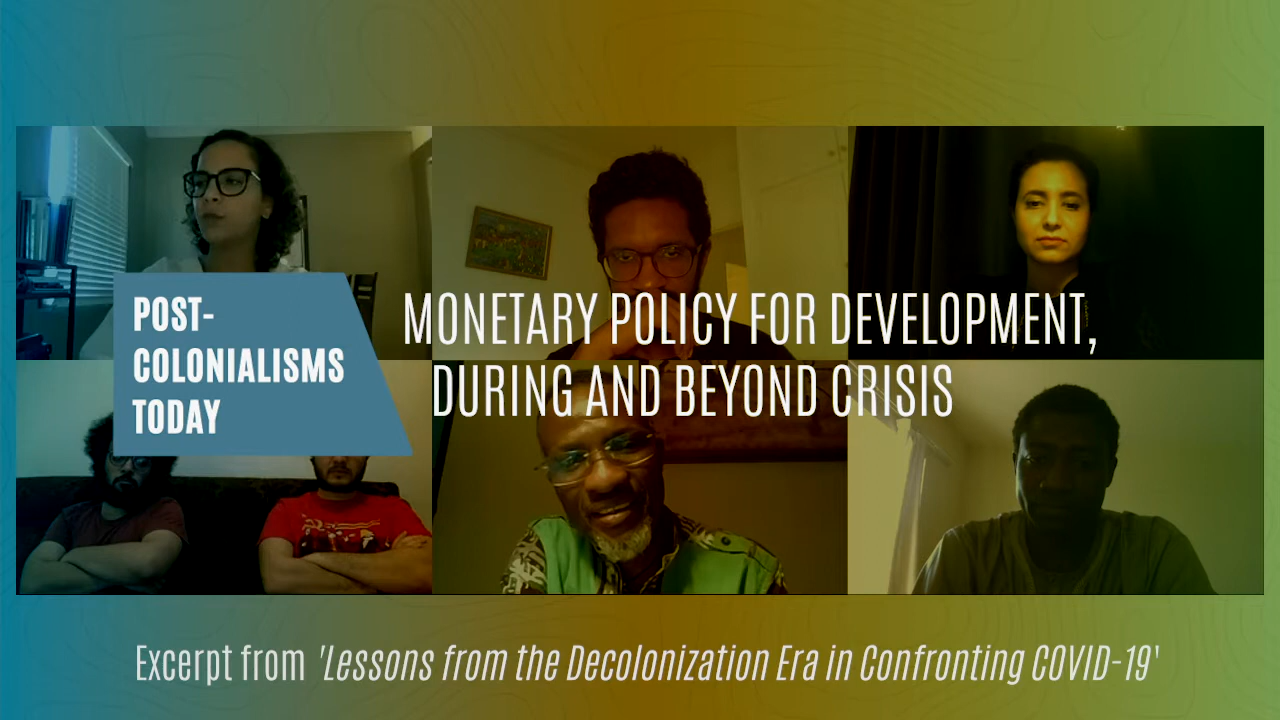 POST-
COLONIALISMS
TODAY
MONETARY POLICY FOR DEVELOPMENT,
DURING AND BEYOND CRISIS
Excerpt from 'Lessons from the Decolonization Era in Confronting COVID-19'